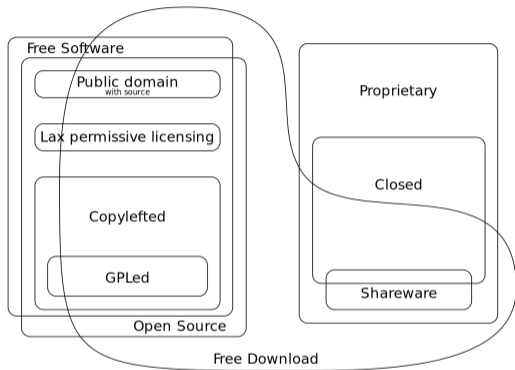 Free Software
Public domain
with source
Lax permissive licensing
Copylefted
GPLed
Open Source
Proprietary
Closed
Shareware
Free Download